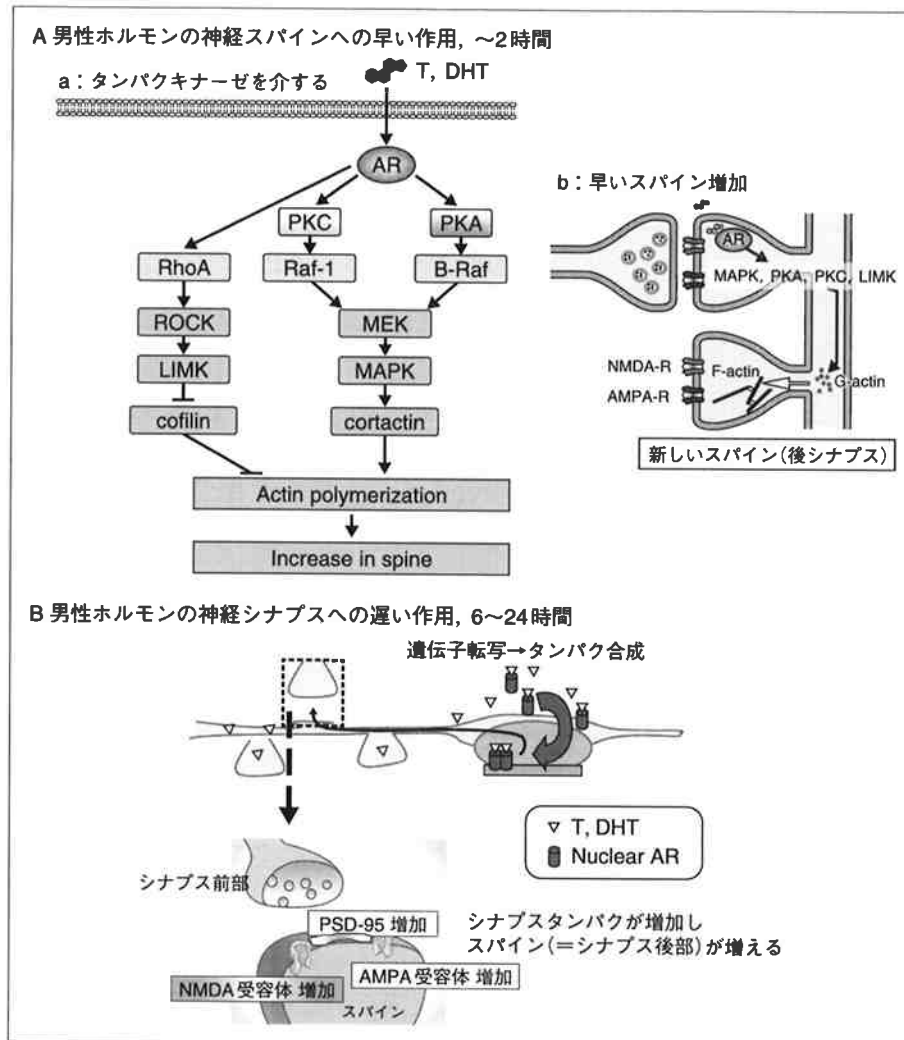 A 男性ホルモンの神経スパインへの早い作用, ～2時間
a：タンパクキナーゼを介する
T, DHT
AR
PKC
PKA
RhoA
Raf-1
B-Raf
ROCK
MEK
LIMK
MAPK
cofilin
cortactin
Actin polymerization
Increase in spine
b：早いスパイン増加
AR
MAPK, PKA, PKC, LIMK
NMDA-R
F-actin
G-actin
AMPA-R
新しいスパイン(後シナプス)
B 男性ホルモンの神経シナプスへの遅い作用, 6～24時間
遺伝子転写→タンパク合成
T, DHT
Nuclear AR
シナプス前部
PSD-95 増加
シナプスタンパクが増加し
スパイン(＝シナプス後部)が増える
AMPA受容体 増加
NMDA受容体 増加
スパイン